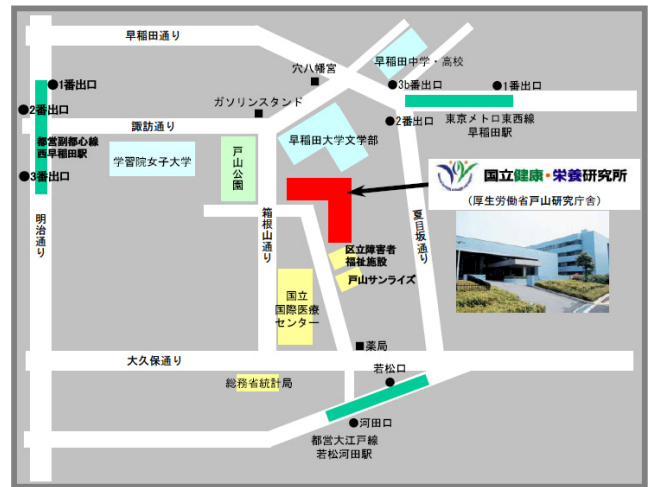 早稲田通り
早稲田中学・高校
穴八幡宮
●1番出口
●3b番出口
●1番出口
●2番出口
ガソリンスタンド
諏訪通り
●2番出口
東京メトロ東西線
早稲田駅
都営副都心線
西早稲田駅
学習院女子大学
戸山公園
早稲田大学文学部
●3番出口
国立健康・栄養研究所
(厚生労働省戸山研究庁舎)
明治通り
箱根山通り
夏目坂通り
区立障害者
福祉施設
戸山サンライズ
国立
国際医療
センター
■薬局
大久保通り
若松口
総務省統計局
●河田口
都営大江戸線
若松河田駅